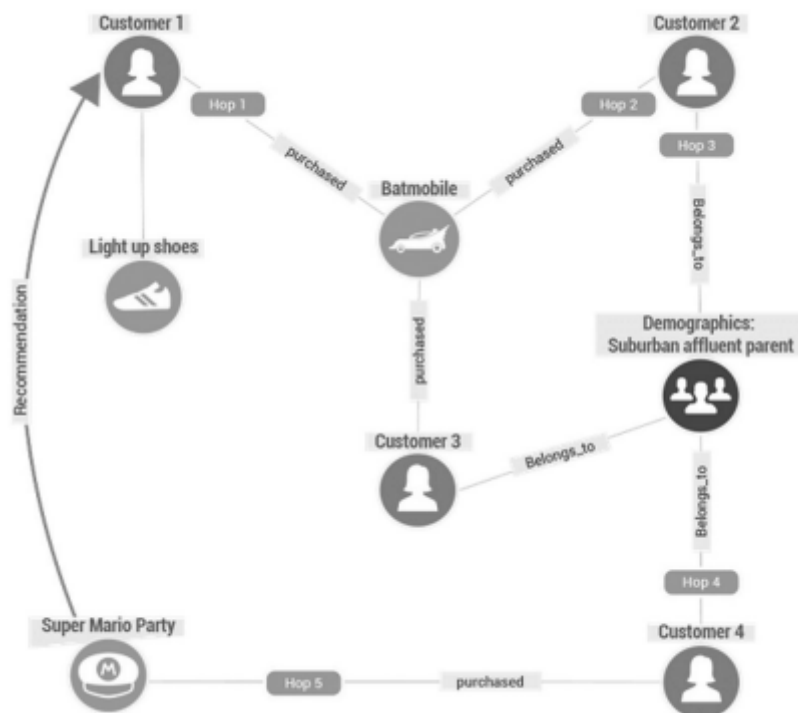 Customer 1
Customer 2
Hop 1
Hop 2
Hop 3
purchased
purchased
Batmobile
Belongs_to
Light up shoes
Recommendation
purchased
Demographics:
Suburban affluent parent
Customer 3
Belongs_to
Belongs_to
Hop 4
Super Mario Party
Customer 4
M
Hop 5
purchased